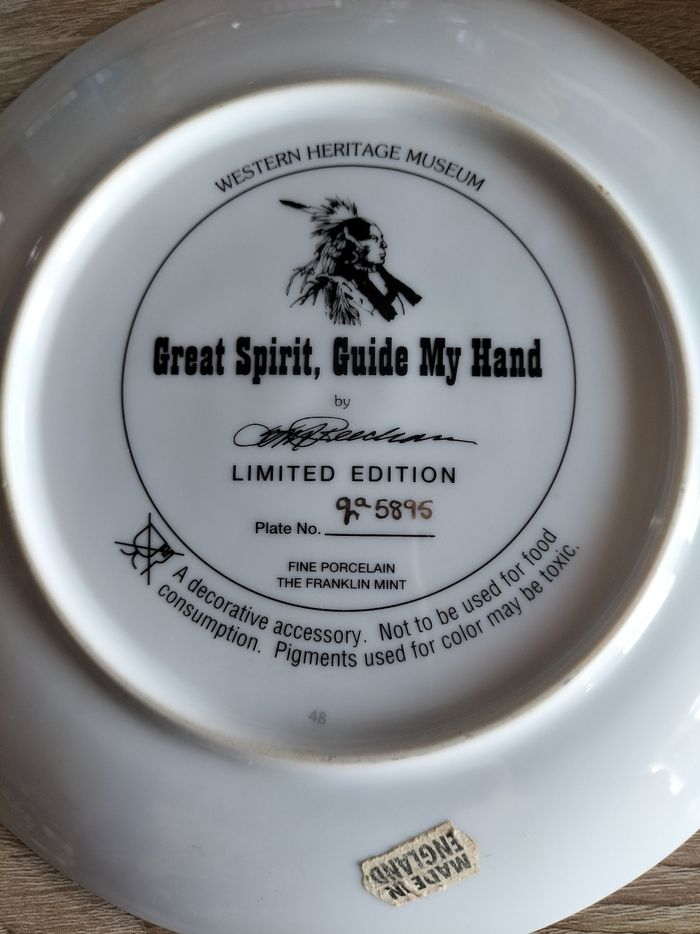 WESTERN HERITAGE MUSEUM
Great Spirit, Guide My Hand
by
LIMITED EDITION
Plate No. 5895
FINE PORCELAIN
THE FRANKLIN MINT
A decorative accessory. Not to be used for food
consumption. Pigments used for color may be toxic.
48
MADE IN
ENGLAND